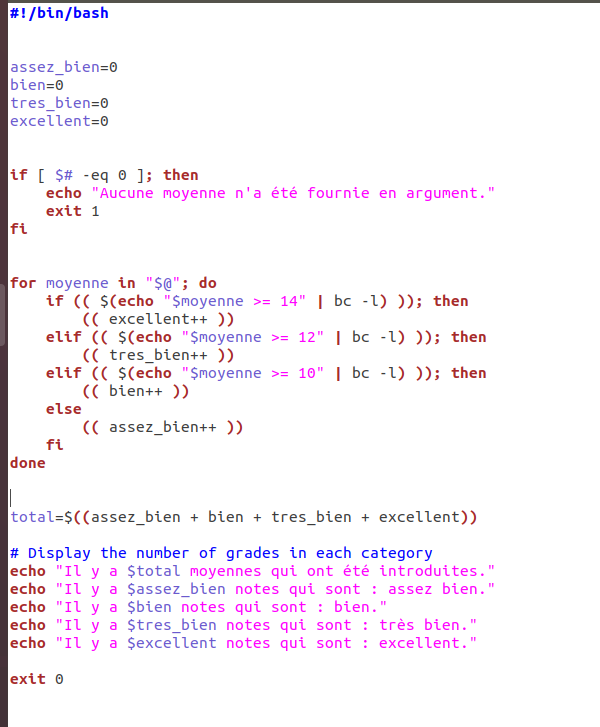 #!/bin/bash
assez_bien=0
bien=0
tres_bien=0
excellent=0
if [ $# -eq 0 ]; then
    echo "Aucune moyenne n'a été fournie en argument."
    exit 1
fi
for moyenne in "$@"; do
    if (( $(echo "$moyenne >= 14" | bc -l) )); then
        (( excellent++ ))
    elif (( $(echo "$moyenne >= 12" | bc -l) )); then
        (( tres_bien++ ))
    elif (( $(echo "$moyenne >= 10" | bc -l) )); then
        (( bien++ ))
    else
        (( assez_bien++ ))
    fi
done
total=$((assez_bien + bien + tres_bien + excellent))
# Display the number of grades in each category
echo "Il y a $total moyennes qui ont été introduites."
echo "Il y a $assez_bien notes qui sont : assez bien."
echo "Il y a $bien notes qui sont : bien."
echo "Il y a $tres_bien notes qui sont : très bien."
echo "Il y a $excellent notes qui sont : excellent."
exit 0